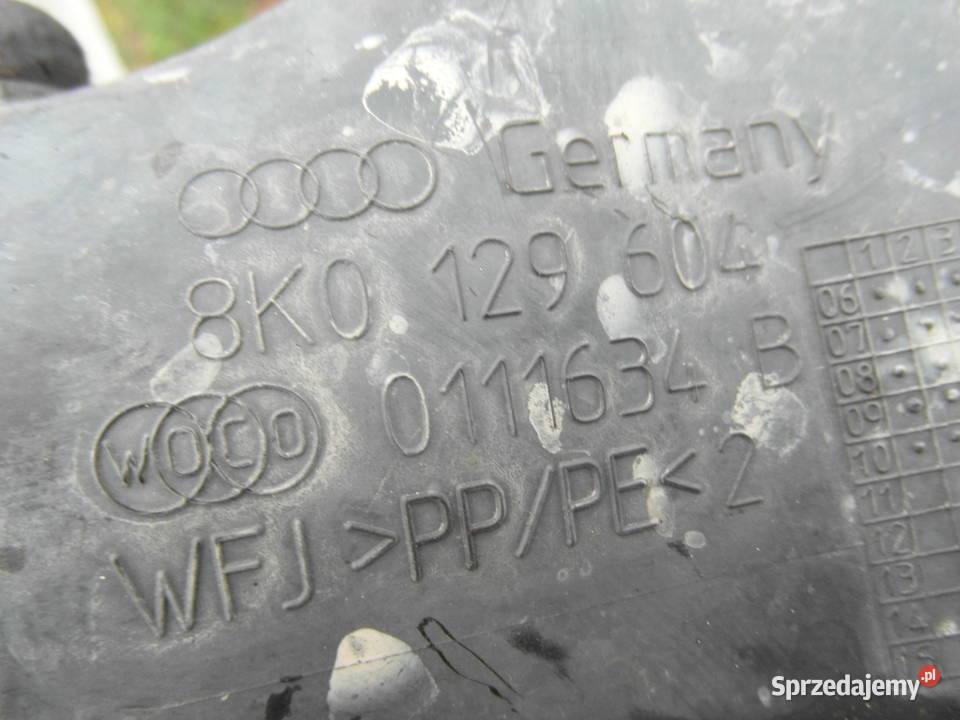 Germany
8K0 129 604
0111634 B
WOCO
WFJ >PP/PE< 2
1 2 3
06
07
08
09
10
11
12
13
14
15
Sprzedajemy.pl